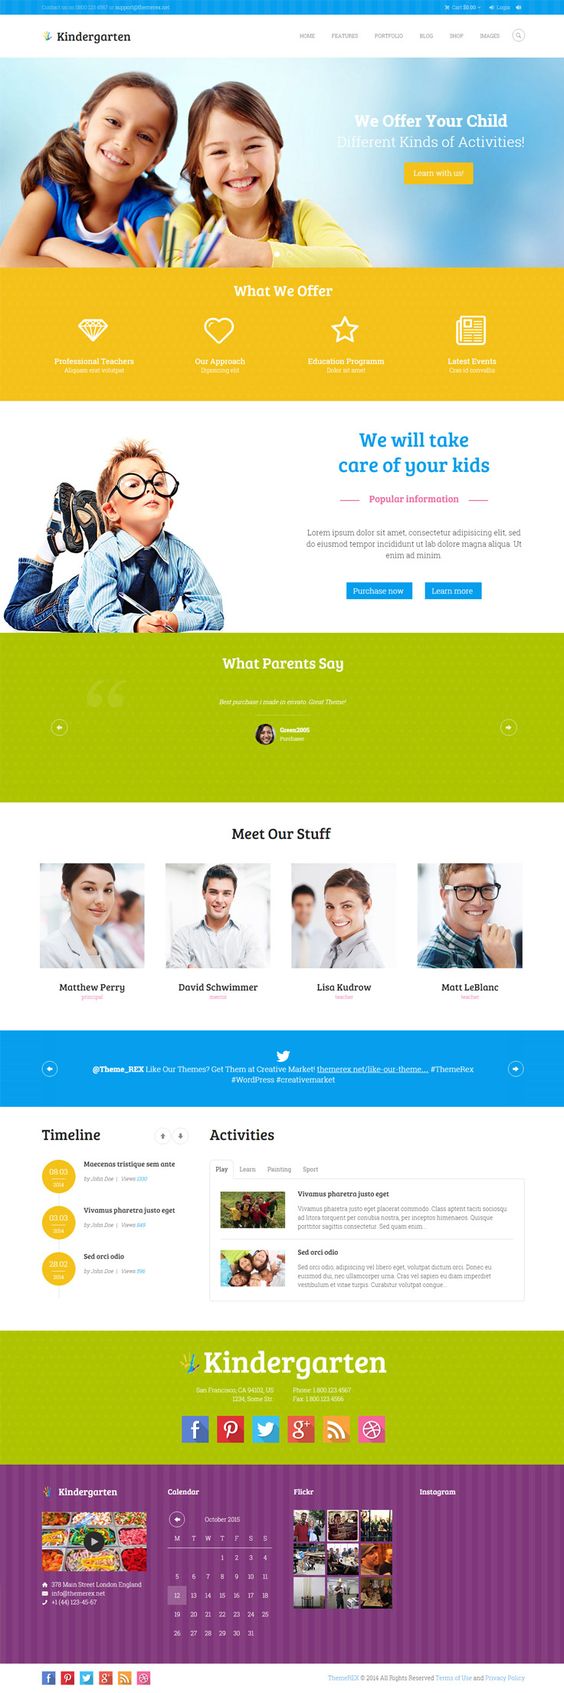 Contact us on 0800 123 4567 or support@themerex.net
Cart $0.00
Login
Kindergarten
HOME FEATURES PORTFOLIO BLOG SHOP IMAGES
We Offer Your Child
Different Kinds of Activities!
Learn with us!
What We Offer
Professional Teachers
Aliquam erat volutpat
Our Approach
Dipiscing elit
Education Programm
Dolor sit amet
Latest Events
Cras id convallis
We will take
care of your kids
Popular information
Lorem ipsum dolor sit amet, consectetur adipisicing elit, sed
do eiusmod tempor incididunt ut lab dolore magna aliqua. Ut
enim ad minim.
Purchase now
Learn more
What Parents Say
Best purchase i made in envato. Great Theme!
Green2005
Purchaser
Meet Our Stuff
Matthew Perry
principal
David Schwimmer
Lisa Kudrow
teacher
Matt LeBlanc
teacher
@Theme_REX Like Our Themes? Get Them at Creative Market! themerex.net/like-our-theme... #ThemeRex
#WordPress #creativemarket
Timeline
08.03
2014
Maecenas tristique sem ante
by John Doe | Views
03.03
2014
Vivamus pharetra justo eget
by John Doe | Views
28.02
2014
Sed orci odio
by John Doe | Views
Activities
Play Learn Painting Sport
Vivamus pharetra justo eget
Vivamus pharetra justo eget placerat commodo. Class aptent taciti sociosqu
ad litora torquent per conubia nostra, per inceptos himenaeos. Quisque
porttitor sagittis consectetur. Sed quam enim...
Sed orci odio
Sed orci odio, adipiscing vel libero eget, volutpat dictum orci. Donec eu
euismod dui, nec ullamcorper urna. Cras vel sapien eu diam imperdiet
vestibulum et vitae turpis. Curabitur volutpat congue...
Kindergarten
San Francisco, CA 94102, US
1234, Some Str.
Phone: 1.800.123.4567
Fax: 1.800.123.4566
Kindergarten
378 Main Street London England
info@themerex.net
+1 (44) 123-45-67
Calendar
October 2015
M T W T F S S
1 2 3 4
5 6 7 8 9 10 11
12 13 14 15 16 17 18
19 20 21 22 23 24 25
26 27 28 29 30 31
Flickr
Instagram
ThemeREX © 2014 All Rights Reserved Terms of Use and Privacy Policy